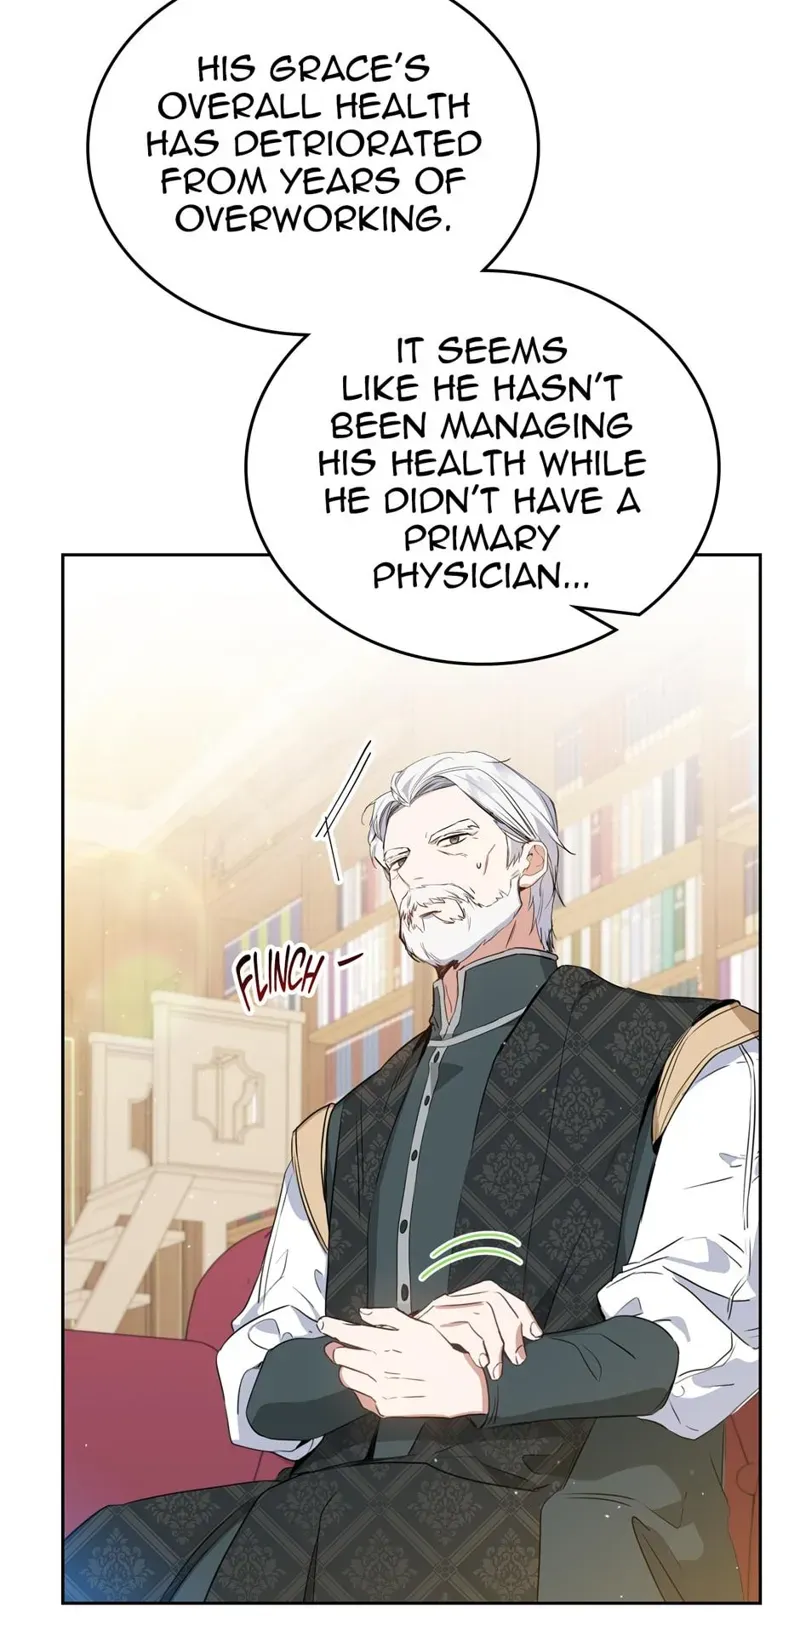 HIS GRACE'S
OVERALL HEALTH
HAS DETRIORATED
FROM YEARS OF
OVERWORKING.
IT SEEMS
LIKE HE HASN'T
BEEN MANAGING
HIS HEALTH WHILE
HE DIDN'T HAVE A
PRIMARY
PHYSICIAN...
FLINCH